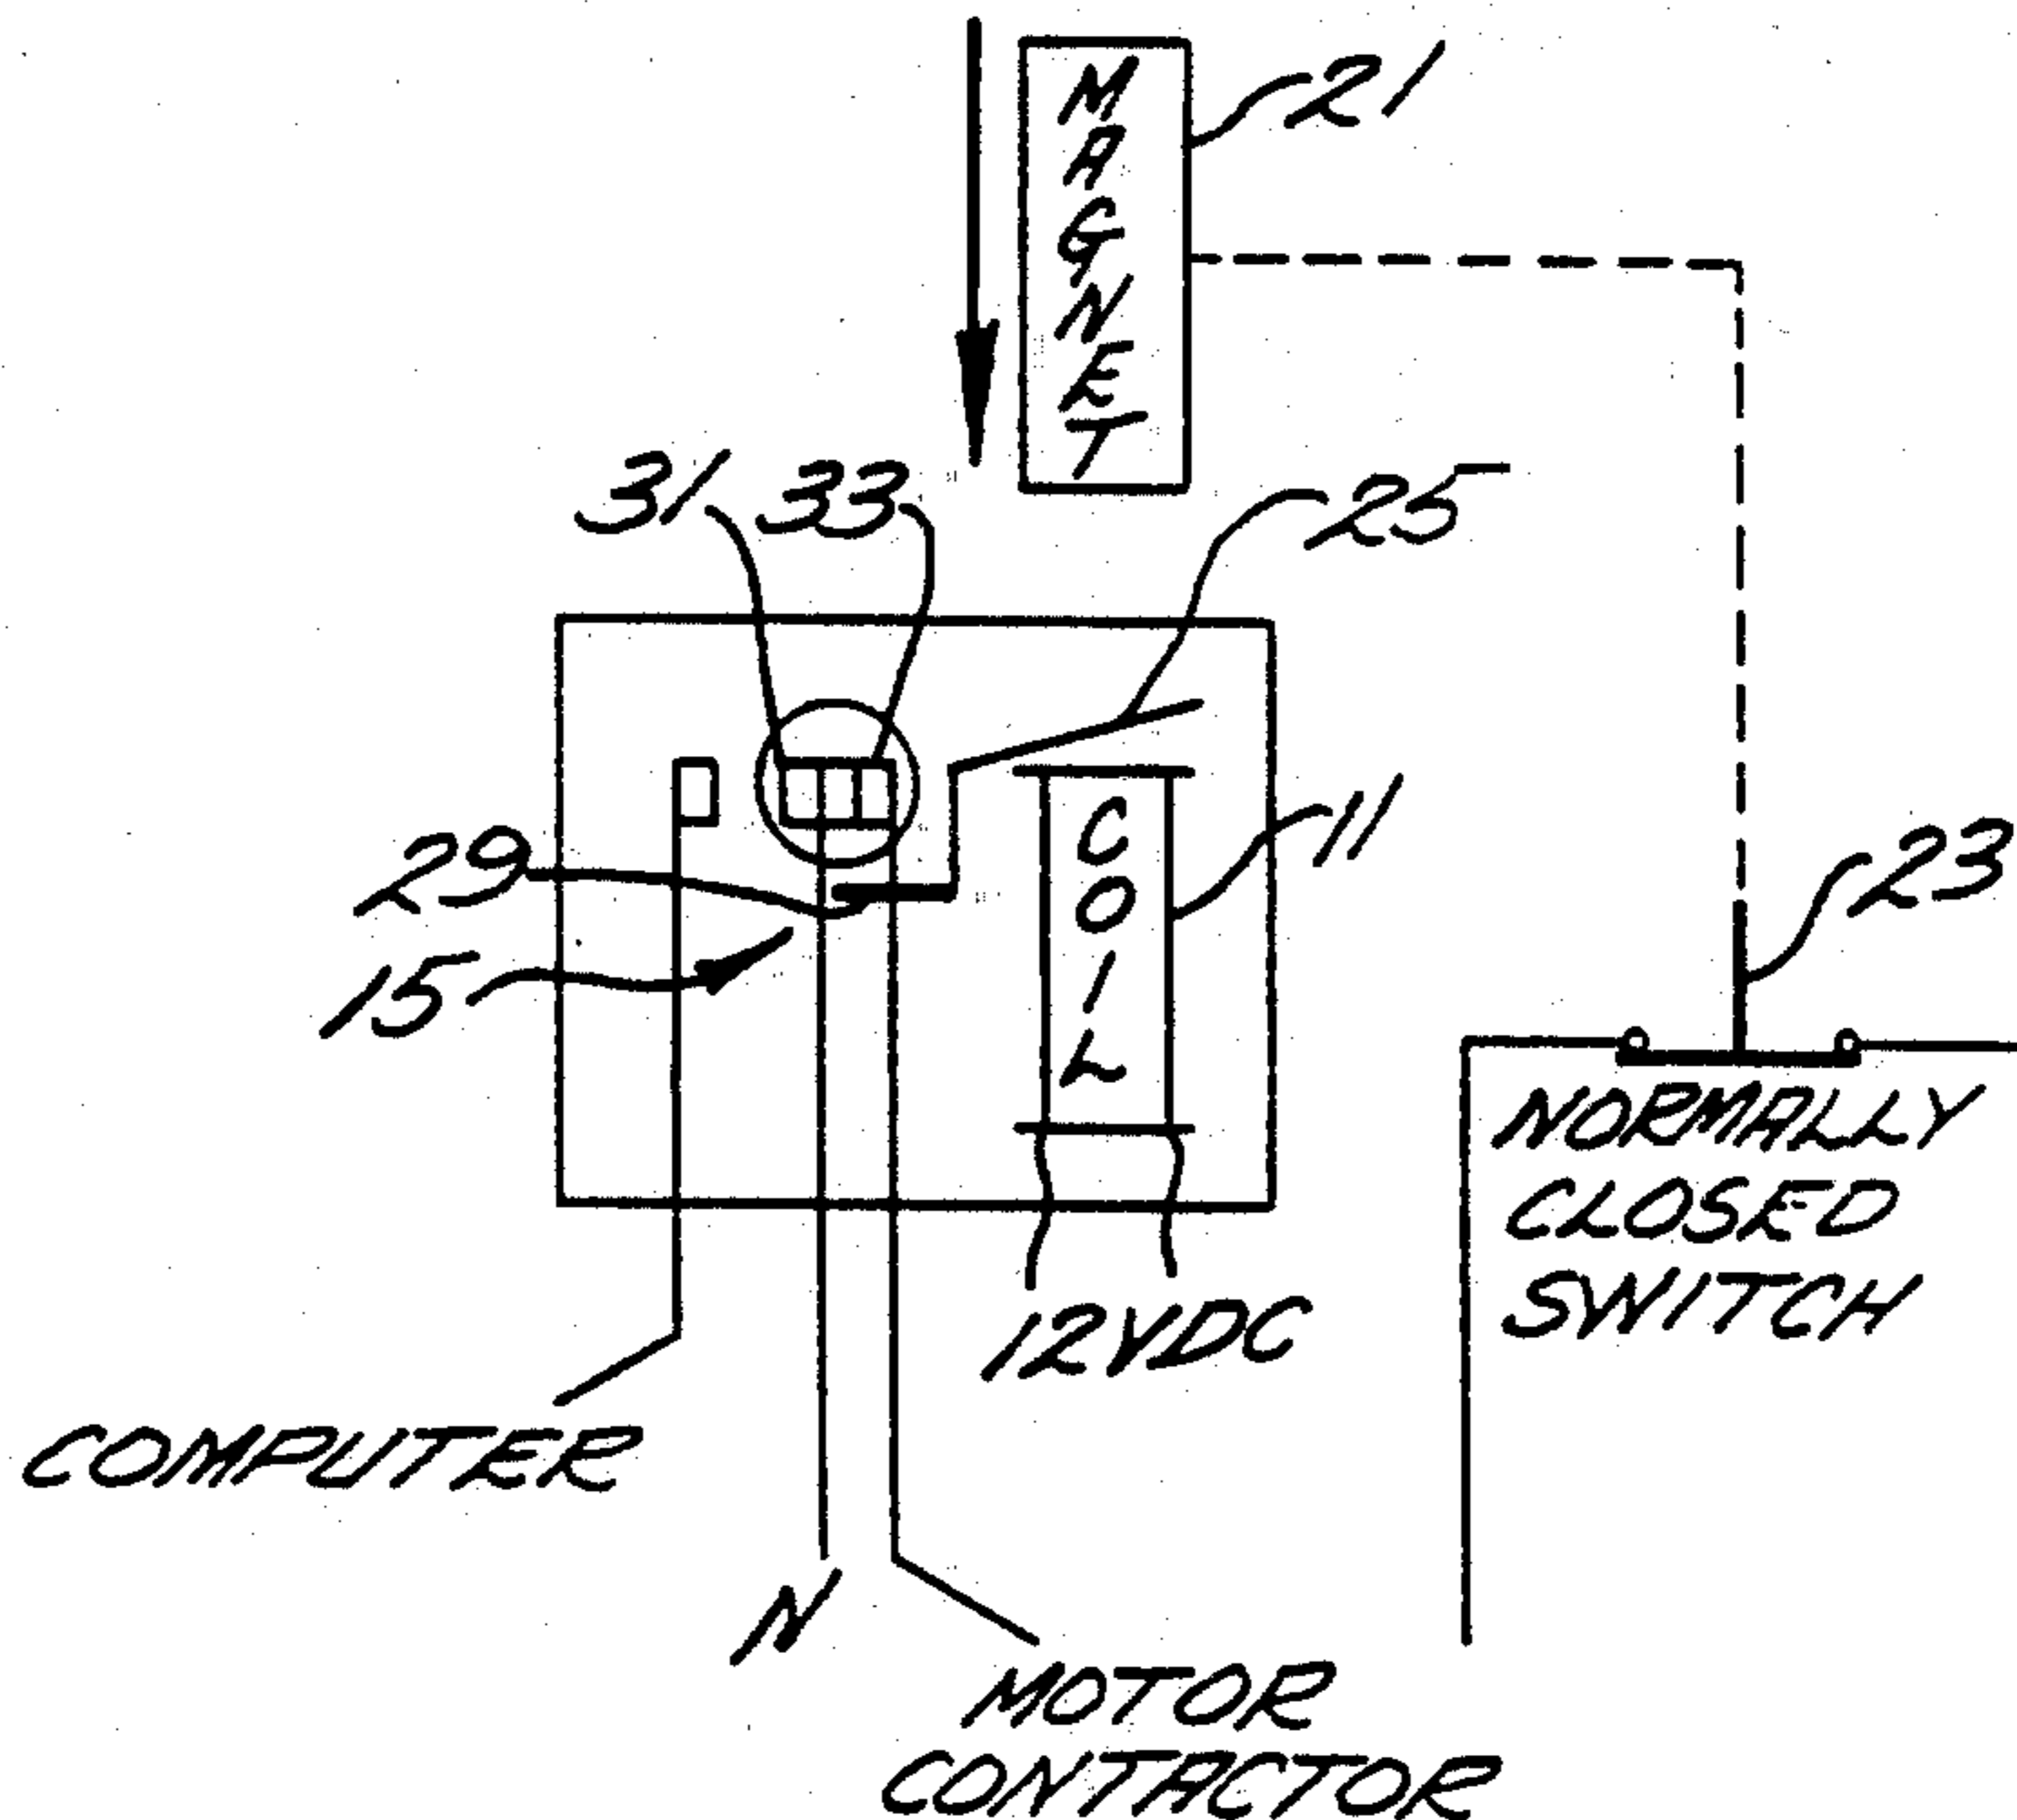 MAGNET
21
31
33
25
29
15
COIL
11
23
NORMALLY
CLOSED
SWITCH
12VDC
COMPUTER
N
MOTOR
CONTACTOR